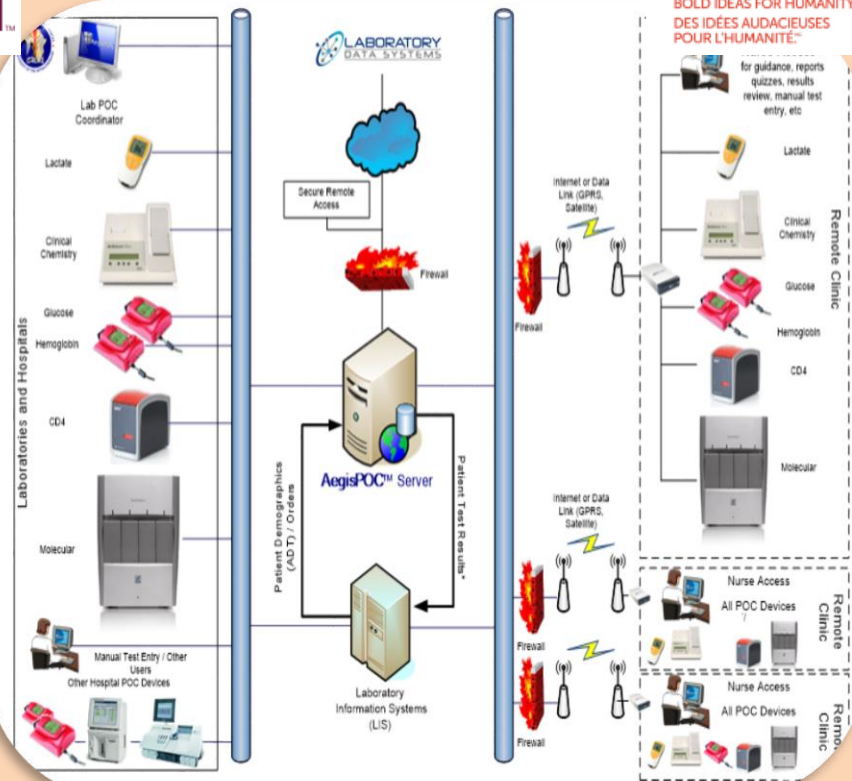 BOLD IDEAS FOR HUMANITY
DES IDÉES AUDACIEUSES
POUR L'HUMANITÉ.™
TM
LABORATORY
DATA SYSTEMS
Lab POC
Coordinator
Lactate
Clinical
Chemistry
Glucose
Hemoglobin
CD4
Molecular
Manual Test Entry / Other
Users
Other Hospital POC Devices
Laboratories and Hospitals
Secure Remote
Access
Firewall
AegisPOC™ Server
Patient Demographics
(ADT) / Orders
Patient Test Results*
Laboratory
Information Systems
(LIS)
Internet or Data
Link (GPRS,
Satellite)
Firewall
Internet or Data
Link (GPRS,
Satellite)
Firewall
Firewall
for guidance, reports
quizzes, results
review, manual test
entry, etc
Lactate
Clinical
Chemistry
Glucose
Hemoglobin
CD4
Molecular
Remote Clinic
Nurse Access
All POC Devices
Remote
Clinic
Nurse Access
All POC Devices
Remote
Clinic